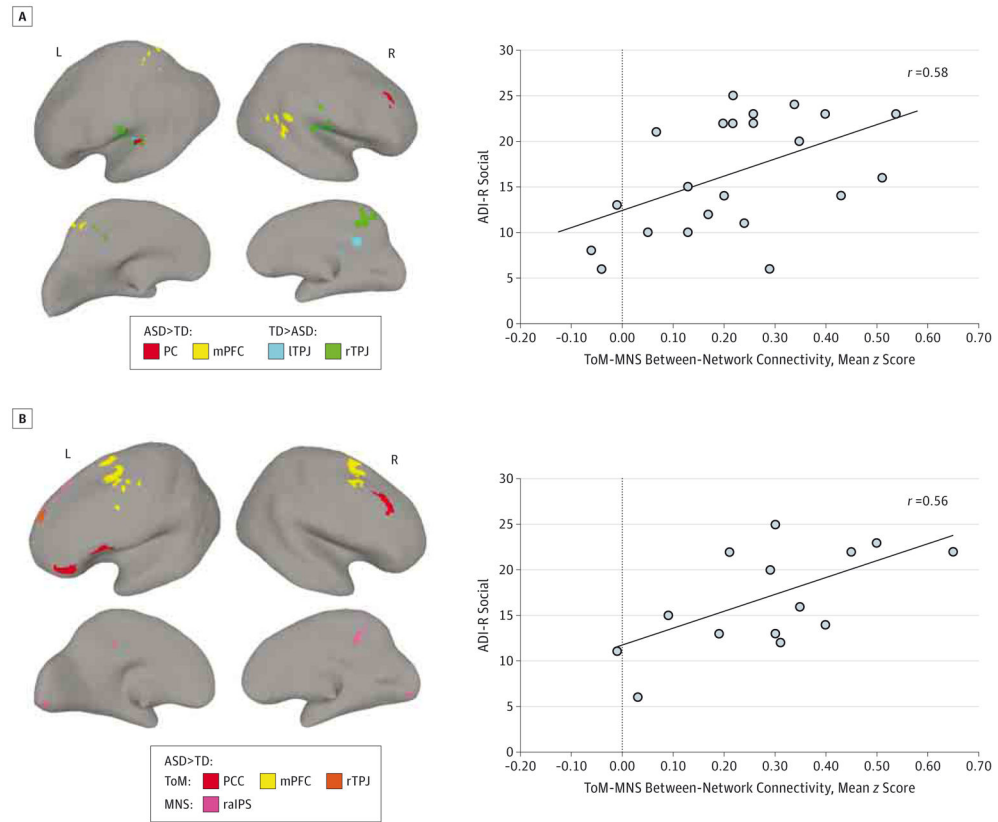 A
L
R
ASD>TD:
TD>ASD:
PC
mPFC
lTPJ
rTPJ
r =0.58
ADI-R Social
30
25
20
15
10
5
0
-0.20
-0.10
0.00
0.10
0.20
0.30
0.40
0.50
0.60
0.70
ToM-MNS Between-Network Connectivity, Mean z Score
B
L
R
ASD>TD:
ToM:
PCC
mPFC
rTPJ
MNS:
raIPS
r =0.56
ADI-R Social
30
25
20
15
10
5
0
-0.20
-0.10
0.00
0.10
0.20
0.30
0.40
0.50
0.60
0.70
ToM-MNS Between-Network Connectivity, Mean z Score